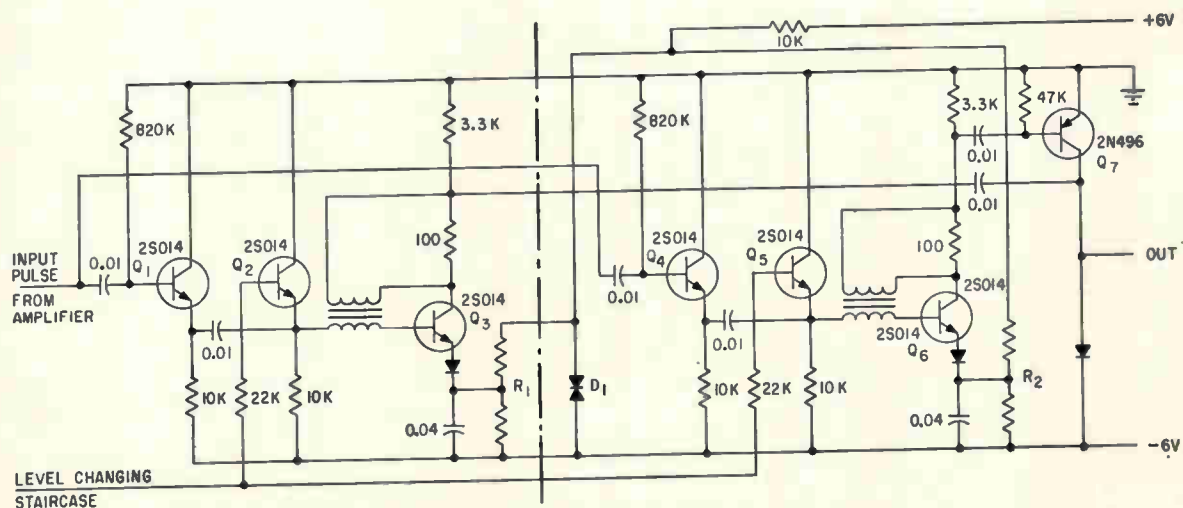 +6V
10K
820K
3.3K
820K
3.3K
47K
0.01
2N496
Q7
0.01
100
100
OUT
INPUT
PULSE
FROM
AMPLIFIER
0.01
Q1
2S014
Q2
2S014
2S014
Q3
0.01
Q4
2S014
Q5
2S014
2S014
2S014
Q6
0.01
0.01
10K
22K
10K
R1
D1
0.04
10K
22K
10K
R2
0.04
-6V
LEVEL CHANGING
STAIRCASE